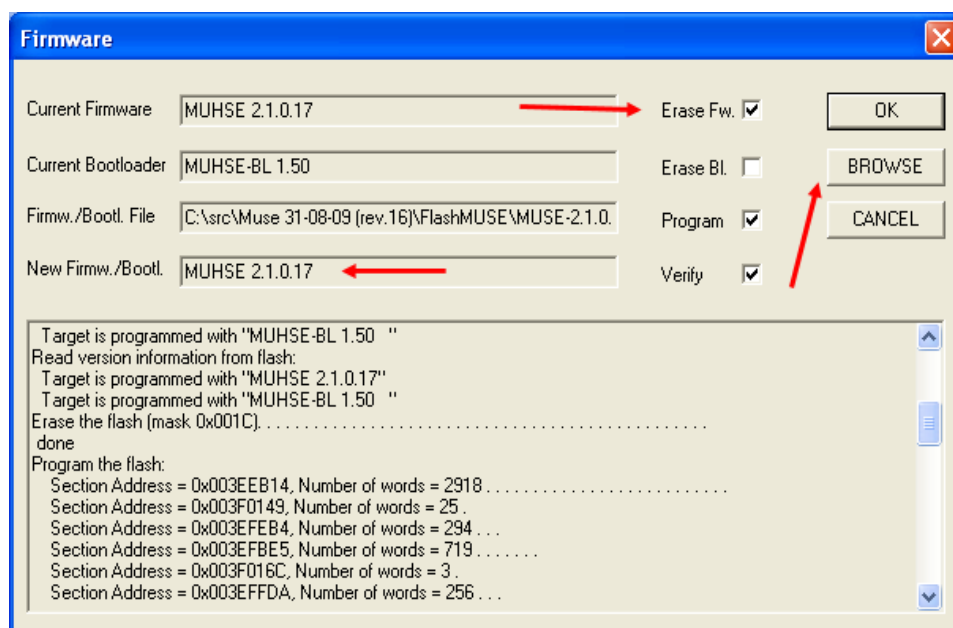 Firmware
Current Firmware MUHSE 2.1.0.17 Erase Fw. OK
Current Bootloader MUHSE-BL 1.50 Erase Bl. BROWSE
Firmw./Bootl. File C:\src\Muse 31-08-09 (rev.16)\FlashMUSE\MUSE-2.1.0. Program CANCEL
New Firmw./Bootl. MUHSE 2.1.0.17 Verify
Target is programmed with "MUHSE-BL 1.50   "
Read version information from flash:
Target is programmed with "MUHSE 2.1.0.17"
Target is programmed with "MUHSE-BL 1.50   "
Erase the flash (mask 0x001C). . . . . . . . . . . . . . . . . . . . . . . . . . . . . . . . . . . . . . . . . . . . . . .
done
Program the flash:
Section Address = 0x003EEB14, Number of words = 2918 . . . . . . . . . . . . . . . . . . . . . . . . .
Section Address = 0x003F0149, Number of words = 25 .
Section Address = 0x003EFEB4, Number of words = 294 . . .
Section Address = 0x003EFBE5, Number of words = 719 . . . . . . .
Section Address = 0x003F016C, Number of words = 3 .
Section Address = 0x003EFFDA, Number of words = 256 . . .